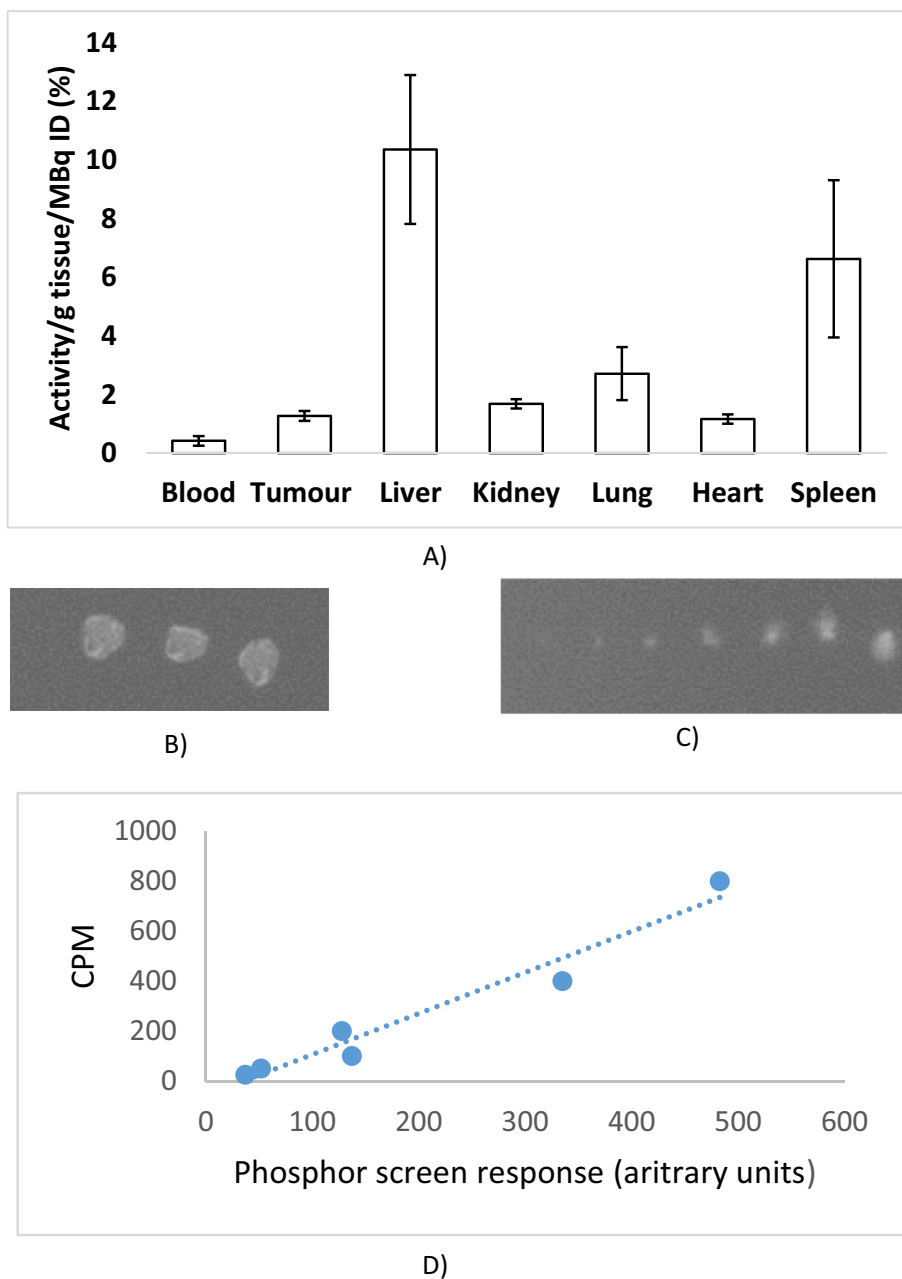 14
12
10
8
6
4
2
0
Activity/g tissue/MBq ID (%)
Blood Tumour Liver Kidney Lung Heart Spleen
A)
B)
C)
1000
800
600
400
200
0
CPM
0 100 200 300 400 500 600
Phosphor screen response (aritrary units)
D)